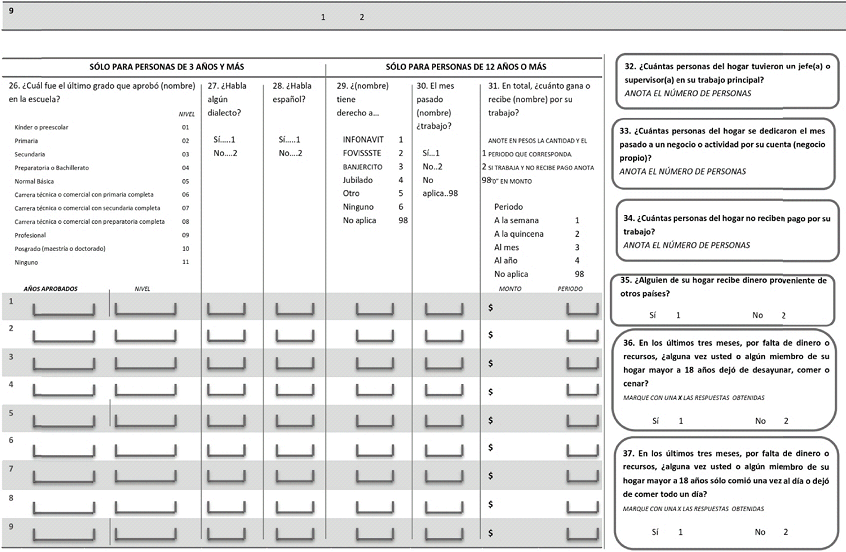 9
1 2
SÓLO PARA PERSONAS DE 3 AÑOS Y MÁS
SÓLO PARA PERSONAS DE 12 AÑOS O MÁS
26. ¿Cuál fue el último grado que aprobó (nombre)
en la escuela?
NIVEL
Kinder o preescolar 01
Primaria 02
Secundaria 03
Preparatoria o Bachillerato 04
Normal Básica 05
Carrera técnica o comercial con primaria completa 06
Carrera técnica o comercial con secundaria completa 07
Carrera técnica o comercial con preparatoria completa 08
Profesional 09
Posgrado (maestría o doctorado) 10
Ninguno 11
AÑOS APROBADOS NIVEL
27. ¿Habla
algún
dialecto?
Sí.....1
No....2
28. ¿Habla
español?
Sí.....1
No....2
29. ¿(nombre)
tiene
derecho a...
INFONAVIT 1
FOVISSSTE 2
BANJERCITO 3
Jubilado 4
Otro 5
Ninguno 6
No aplica 98
30. El mes
pasado
(nombre)
¿trabajo?
Sí...1
No..2
No
aplica..98
31. En total, ¿cuánto gana o
recibe (nombre) por su
trabajo?
ANOTE EN PESOS LA CANTIDAD Y EL
1 PERIODO QUE CORRESPONDA
2 SI TRABAJA Y NO RECIBE PAGO ANOTA
98 "0" EN MONTO
Periodo
A la semana 1
A la quincena 2
Al mes 3
Al año 4
No aplica 98
MONTO PERIODO
1 $
2 $
3 $
4 $
5 $
6 $
7 $
8 $
9 $
32. ¿Cuántas personas del hogar tuvieron un jefe(a) o
supervisor(a) en su trabajo principal?
ANOTA EL NÚMERO DE PERSONAS
33. ¿Cuántas personas del hogar se dedicaron el mes
pasado a un negocio o actividad por su cuenta (negocio
propio)?
ANOTA EL NÚMERO DE PERSONAS
34. ¿Cuántas personas del hogar no reciben pago por su
trabajo?
ANOTA EL NÚMERO DE PERSONAS
35. ¿Alguien de su hogar recibe dinero proveniente de
otros países?
Sí 1 No 2
36. En los últimos tres meses, por falta de dinero o
recursos, ¿alguna vez usted o algún miembro de su
hogar mayor a 18 años dejó de desayunar, comer o
cenar?
MARQUE CON UNA X LAS RESPUESTAS OBTENIDAS
Sí 1 No 2
37. En los últimos tres meses, por falta de dinero o
recursos, ¿alguna vez usted o algún miembro de su
hogar mayor a 18 años sólo comió una vez al día o dejó
de comer todo un día?
MARQUE CON UNA X LAS RESPUESTAS OBTENIDAS
Sí 1 No 2